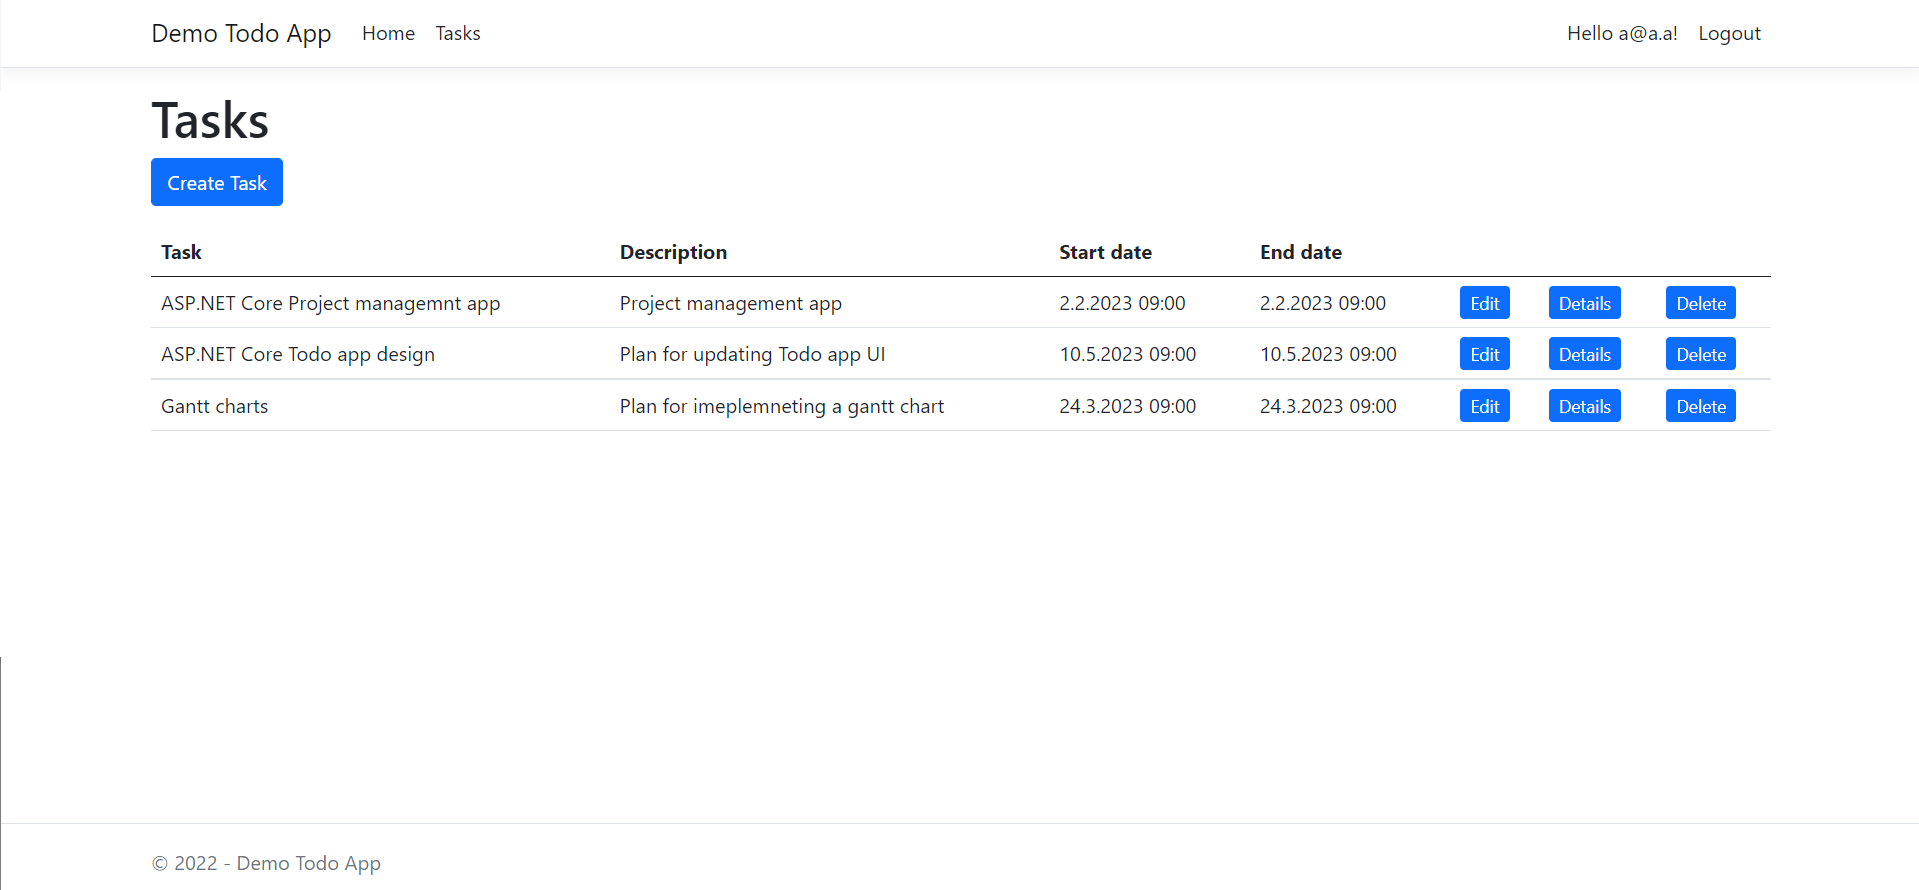 Demo Todo App Home Tasks Hello a@a.a! Logout
Tasks
Create Task
Task Description Start date End date
ASP.NET Core Project managemnt app Project management app 2.2.2023 09:00 2.2.2023 09:00 Edit Details Delete
ASP.NET Core Todo app design Plan for updating Todo app UI 10.5.2023 09:00 10.5.2023 09:00 Edit Details Delete
Gantt charts Plan for imeplemneting a gantt chart 24.3.2023 09:00 24.3.2023 09:00 Edit Details Delete
© 2022 - Demo Todo App